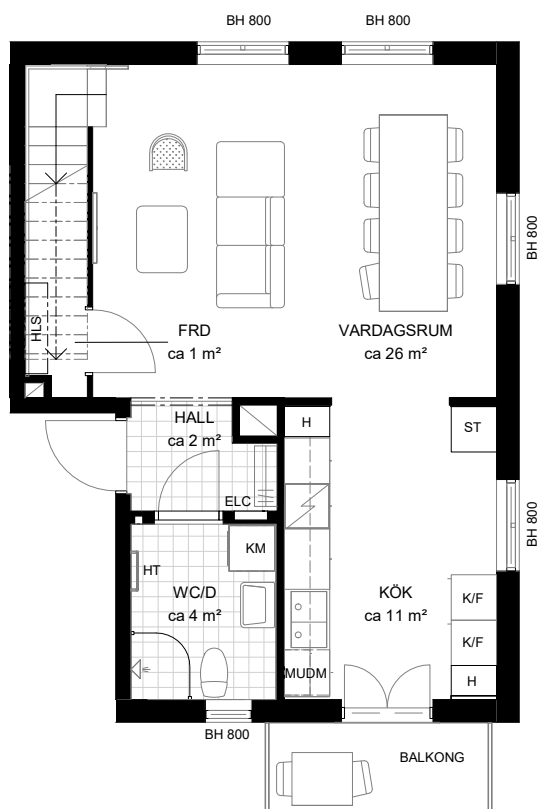 BH 800
BH 800
BH 800
HLS
FRD
ca 1 m²
VARDAGSRUM
ca 26 m²
HALL
ca 2 m²
H
ST
ELC
BH 800
KM
HT
WC/D
ca 4 m²
KÖK
ca 11 m²
K/F
K/F
MUDM
H
BH 800
BALKONG